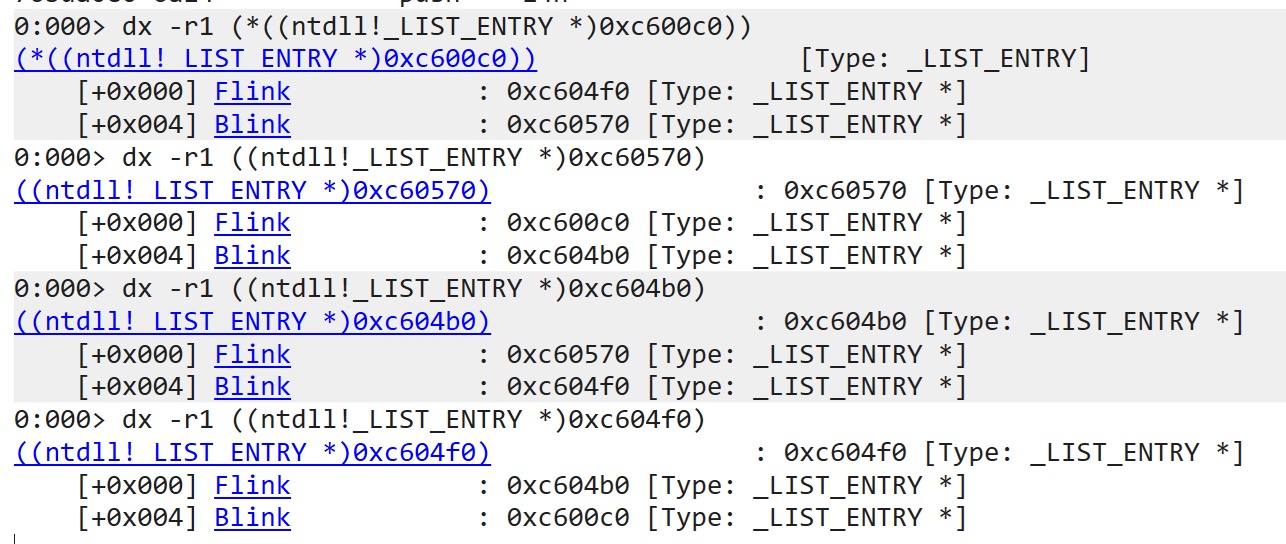 0:000> dx -r1 (*((ntdll!_LIST_ENTRY *)0xc600c0))
(*((ntdll!_LIST_ENTRY *)0xc600c0))                 [Type: _LIST_ENTRY]
    [+0x000] Flink            : 0xc604f0 [Type: _LIST_ENTRY *]
    [+0x004] Blink            : 0xc60570 [Type: _LIST_ENTRY *]
0:000> dx -r1 ((ntdll!_LIST_ENTRY *)0xc60570)
((ntdll!_LIST_ENTRY *)0xc60570)                 : 0xc60570 [Type: _LIST_ENTRY *]
    [+0x000] Flink            : 0xc600c0 [Type: _LIST_ENTRY *]
    [+0x004] Blink            : 0xc604b0 [Type: _LIST_ENTRY *]
0:000> dx -r1 ((ntdll!_LIST_ENTRY *)0xc604b0)
((ntdll!_LIST_ENTRY *)0xc604b0)                 : 0xc604b0 [Type: _LIST_ENTRY *]
    [+0x000] Flink            : 0xc60570 [Type: _LIST_ENTRY *]
    [+0x004] Blink            : 0xc604f0 [Type: _LIST_ENTRY *]
0:000> dx -r1 ((ntdll!_LIST_ENTRY *)0xc604f0)
((ntdll!_LIST_ENTRY *)0xc604f0)                 : 0xc604f0 [Type: _LIST_ENTRY *]
    [+0x000] Flink            : 0xc604b0 [Type: _LIST_ENTRY *]
    [+0x004] Blink            : 0xc600c0 [Type: _LIST_ENTRY *]